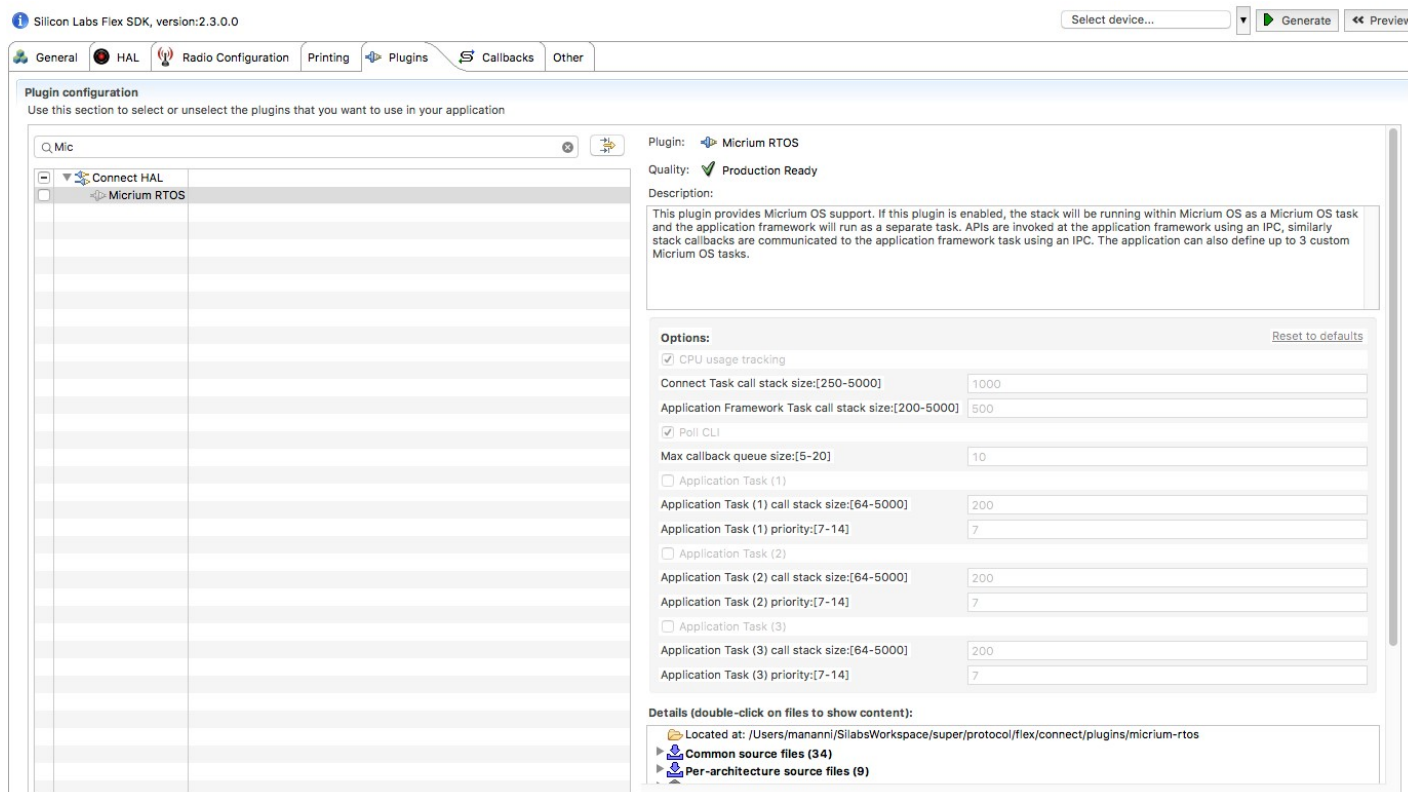 Silicon Labs Flex SDK, version:2.3.0.0
Select device...
Generate
Preview
General
HAL
Radio Configuration
Printing
Plugins
Callbacks
Other
Plugin configuration
Use this section to select or unselect the plugins that you want to use in your application
Mic
Connect HAL
Micrium RTOS
Plugin: Micrium RTOS
Quality: Production Ready
Description:
This plugin provides Micrium OS support. If this plugin is enabled, the stack will be running within Micrium OS as a Micrium OS task
and the application framework will run as a separate task. APIs are invoked at the application framework using an IPC, similarly
stack callbacks are communicated to the application framework task using an IPC. The application can also define up to 3 custom
Micrium OS tasks.
Options:
Reset to defaults
CPU usage tracking
Connect Task call stack size:[250-5000] 1000
Application Framework Task call stack size:[200-5000] 500
Poll CLI
Max callback queue size:[5-20] 10
Application Task (1)
Application Task (1) call stack size:[64-5000] 200
Application Task (1) priority:[7-14] 7
Application Task (2)
Application Task (2) call stack size:[64-5000] 200
Application Task (2) priority:[7-14] 7
Application Task (3)
Application Task (3) call stack size:[64-5000] 200
Application Task (3) priority:[7-14] 7
Details (double-click on files to show content):
Located at: /Users/mananni/SilabsWorkspace/super/protocol/flex/connect/plugins/micrium-rtos
Common source files (34)
Per-architecture source files (9)